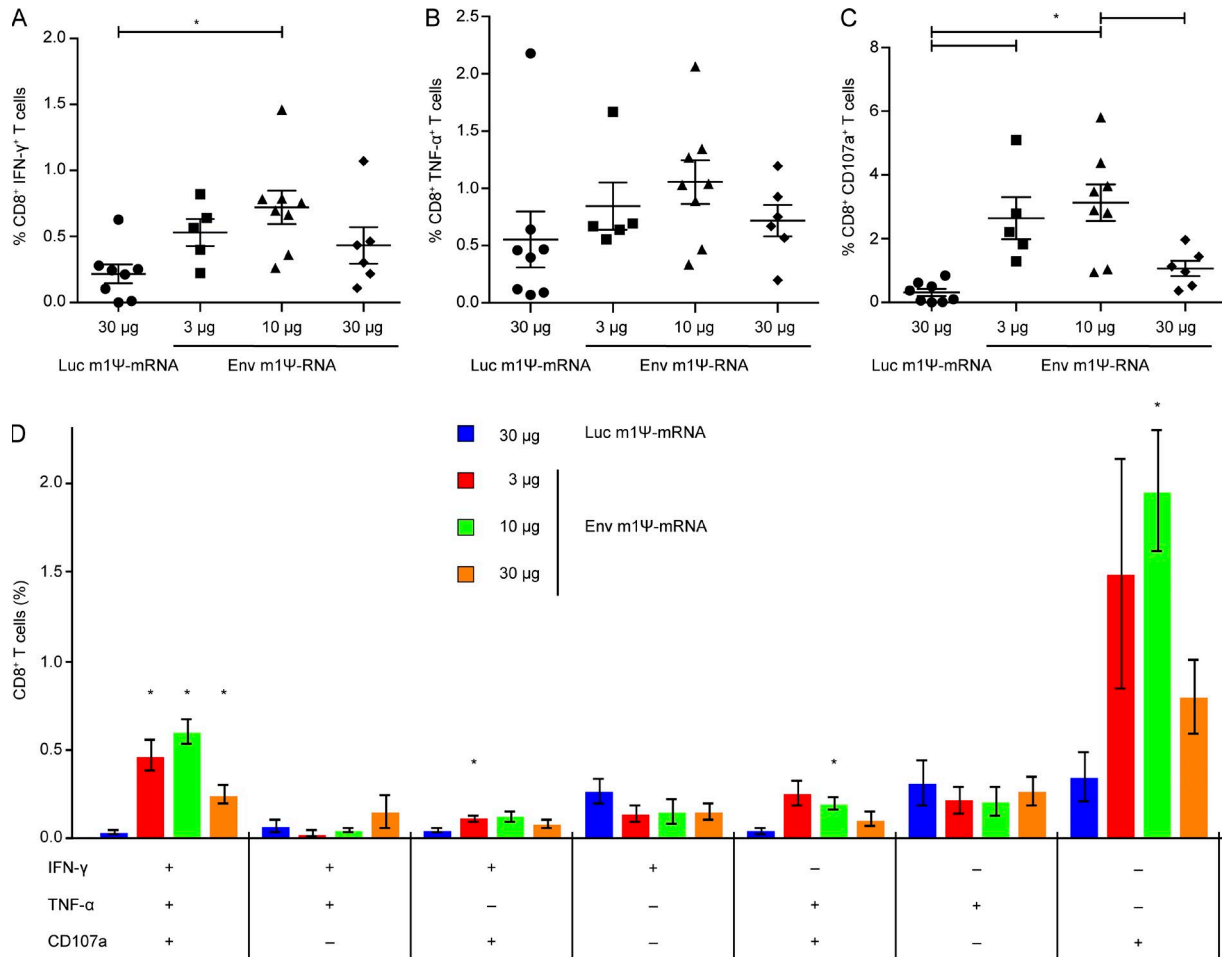 A
*
2.0
1.5
1.0
0.5
0.0
% CD8⁺ IFN-γ⁺ T cells
30 µg
3 µg
10 µg
30 µg
Luc m1Ψ-mRNA
Env m1Ψ-RNA
B
2.5
2.0
1.5
1.0
0.5
0.0
% CD8⁺ TNF-α⁺ T cells
30 µg
3 µg
10 µg
30 µg
Luc m1Ψ-mRNA
Env m1Ψ-RNA
C
*
8
6
4
2
0
% CD8⁺ CD107a⁺ T cells
30 µg
3 µg
10 µg
30 µg
Luc m1Ψ-mRNA
Env m1Ψ-RNA
D
30 µg Luc m1Ψ-mRNA
3 µg
10 µg Env m1Ψ-mRNA
30 µg
2.0
1.5
1.0
0.5
0.0
CD8⁺ T cells (%)
* * *
*
*
*
IFN-γ + + + + – – –
TNF-α + + – – + + –
CD107a + – + – + – +